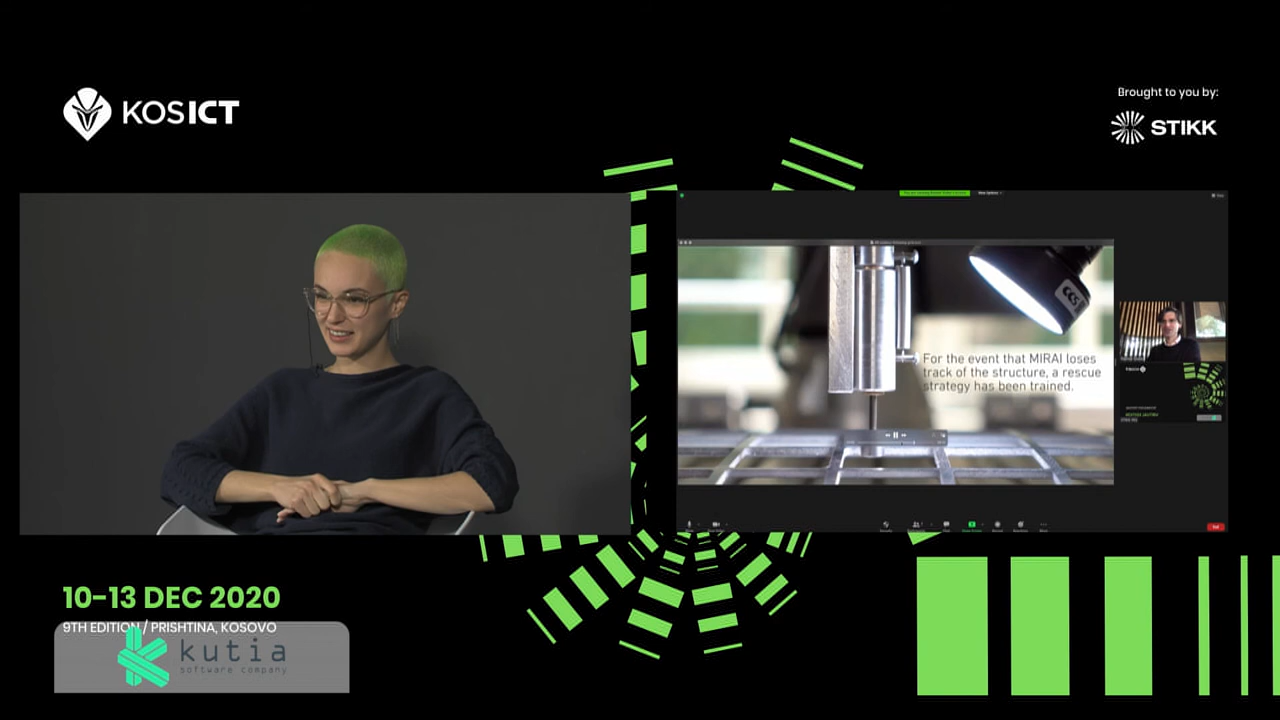 KOSICT
Brought to you by:
STIKK
CCS
For the event that MIRAI loses
track of the structure, a rescue
strategy has been trained.
10-13 DEC 2020
9TH EDITION / PRISHTINA, KOSOVO
kutia
software company